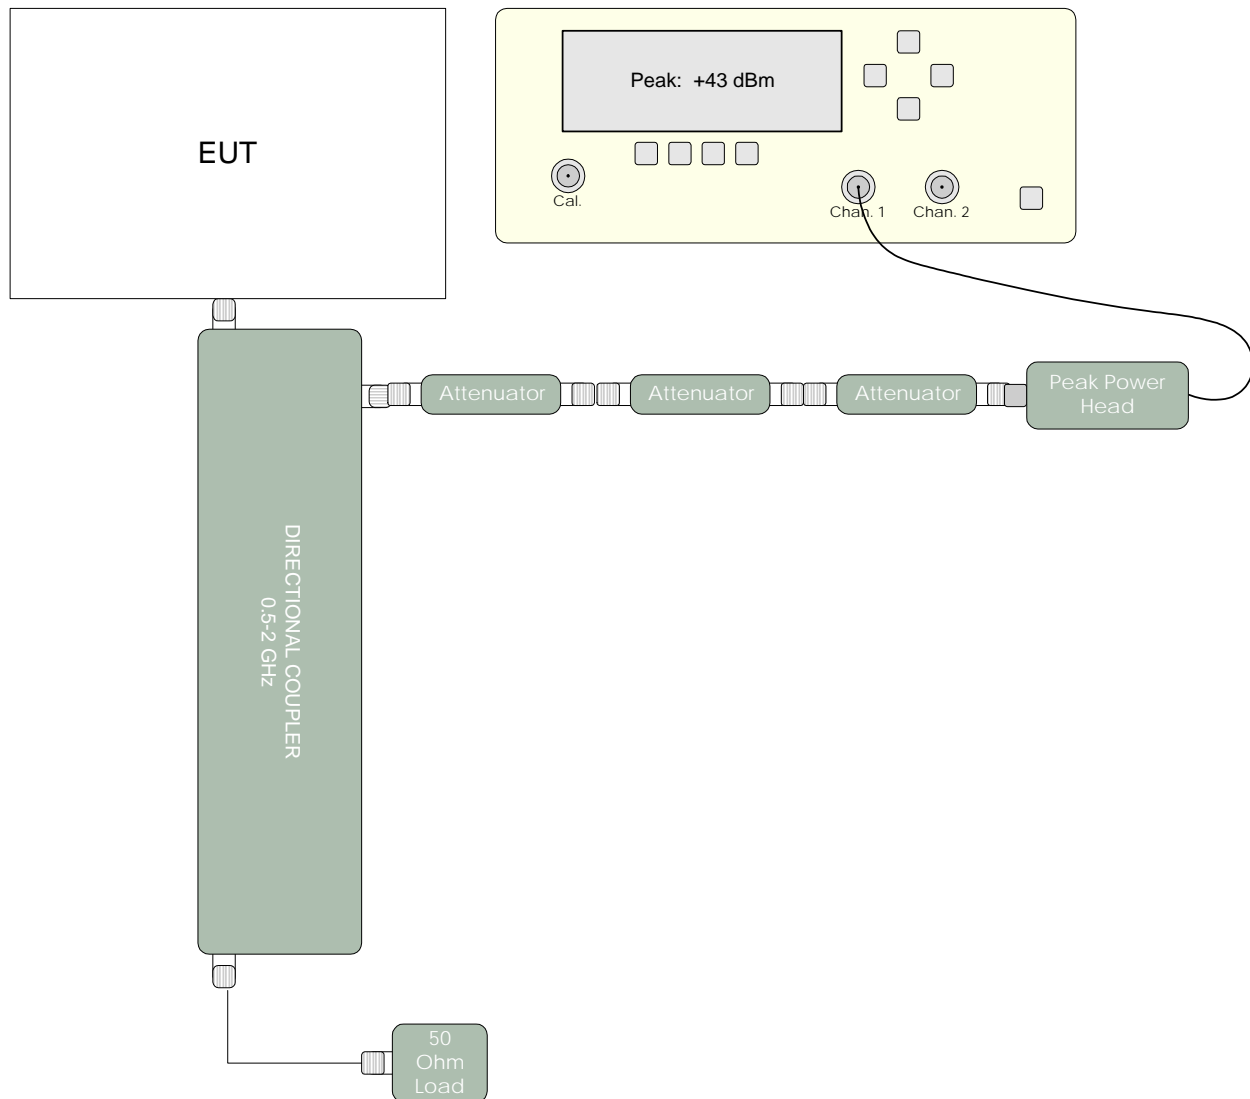 EUT
Peak:  +43 dBm
Cal.
Chan. 1
Chan. 2
Attenuator
Attenuator
Attenuator
Peak Power
Head
DIRECTIONAL COUPLER
0.5-2 GHz
50
Ohm
Load